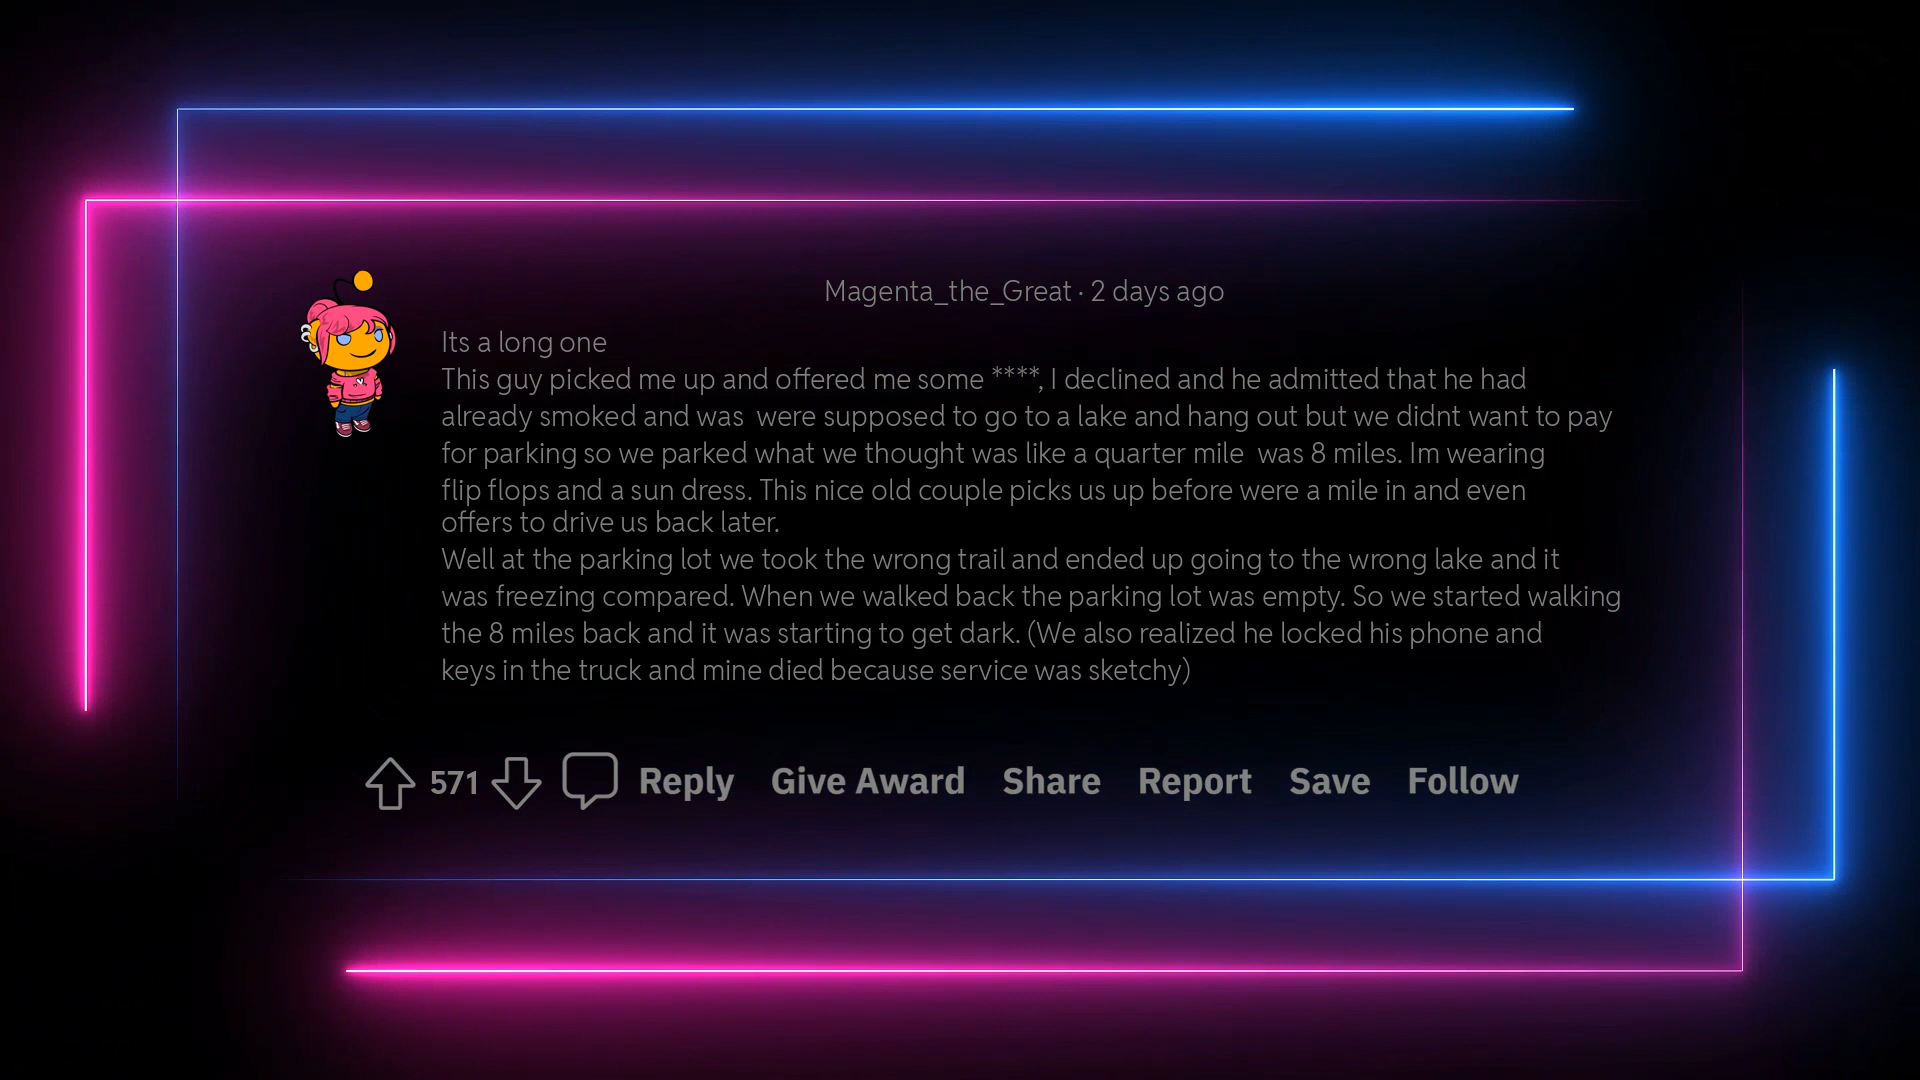 Magenta_the_Great · 2 days ago
Its a long one
This guy picked me up and offered me some ****, I declined and he admitted that he had
already smoked and was  were supposed to go to a lake and hang out but we didnt want to pay
for parking so we parked what we thought was like a quarter mile  was 8 miles. Im wearing
flip flops and a sun dress. This nice old couple picks us up before were a mile in and even
offers to drive us back later.
Well at the parking lot we took the wrong trail and ended up going to the wrong lake and it
was freezing compared. When we walked back the parking lot was empty. So we started walking
the 8 miles back and it was starting to get dark. (We also realized he locked his phone and
keys in the truck and mine died because service was sketchy)
571 Reply Give Award Share Report Save Follow